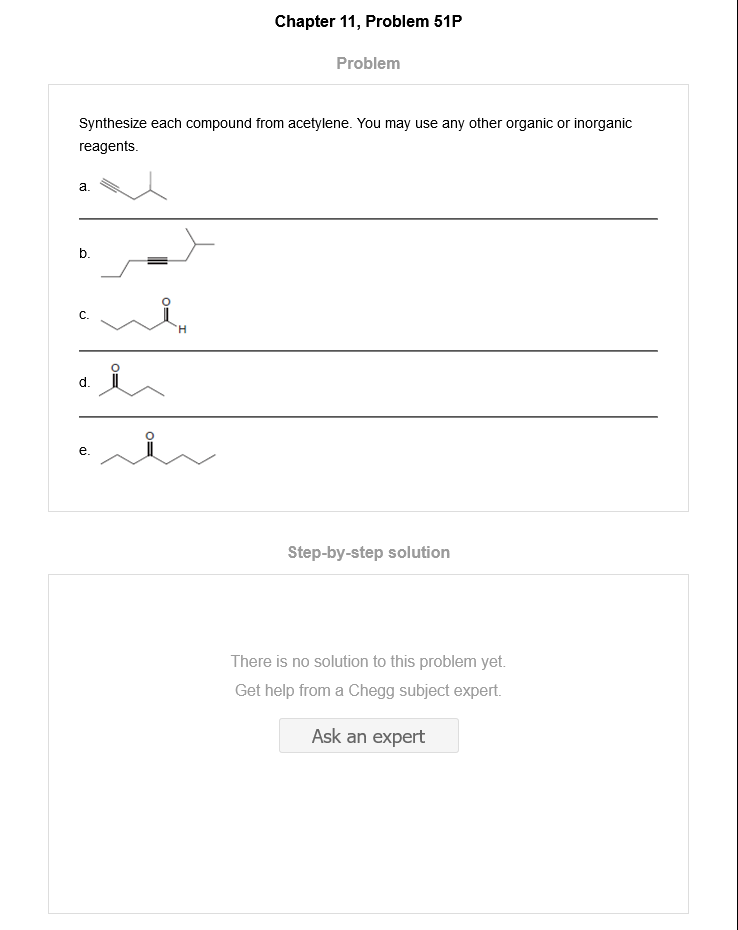 Chapter 11, Problem 51P
Problem
Synthesize each compound from acetylene. You may use any other organic or inorganic
reagents.
a.
b.
O
c.
H
O
d.
O
e.
Step-by-step solution
There is no solution to this problem yet.
Get help from a Chegg subject expert.
Ask an expert